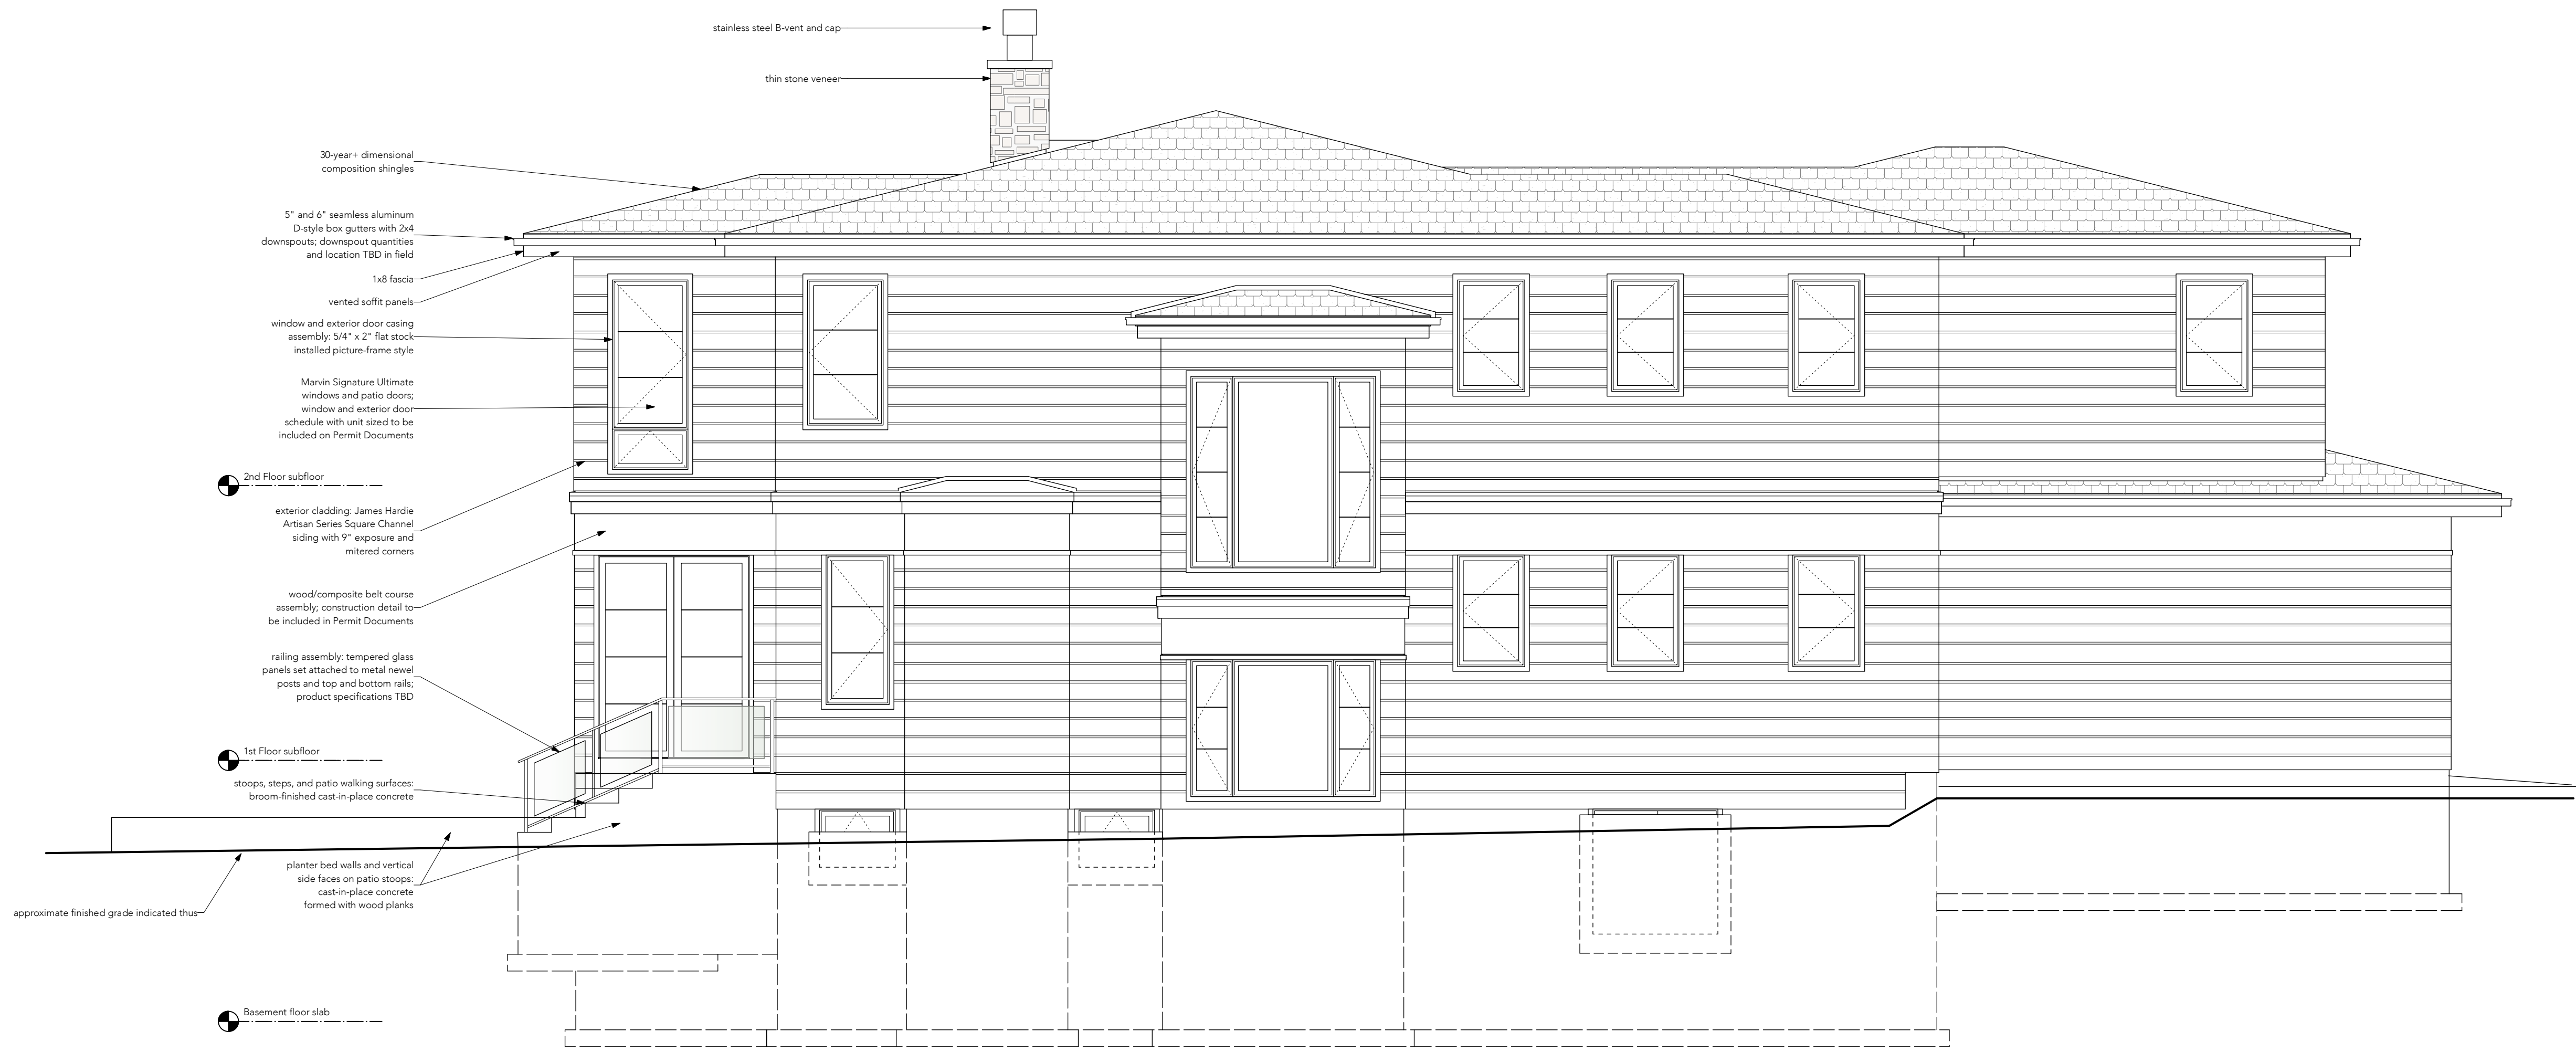 stainless steel B-vent and cap
thin stone veneer
30-year+ dimensional
composition shingles
5" and 6" seamless aluminum
D-style box gutters with 2x4
downspouts; downspout quantities
and location TBD in field
1x8 fascia
vented soffit panels
window and exterior door casing
assembly: 5/4" x 2" flat stock
installed picture-frame style
Marvin Signature Ultimate
windows and patio doors;
window and exterior door
schedule with unit sized to be
included on Permit Documents
2nd Floor subfloor
exterior cladding: James Hardie
Artisan Series Square Channel
siding with 9" exposure and
mitered corners
wood/composite belt course
assembly; construction detail to
be included in Permit Documents
railing assembly: tempered glass
panels set attached to metal newel
posts and top and bottom rails;
product specifications TBD
1st Floor subfloor
stoops, steps, and patio walking surfaces:
broom-finished cast-in-place concrete
planter bed walls and vertical
side faces on patio stoops:
cast-in-place concrete
formed with wood planks
approximate finished grade indicated thus
Basement floor slab